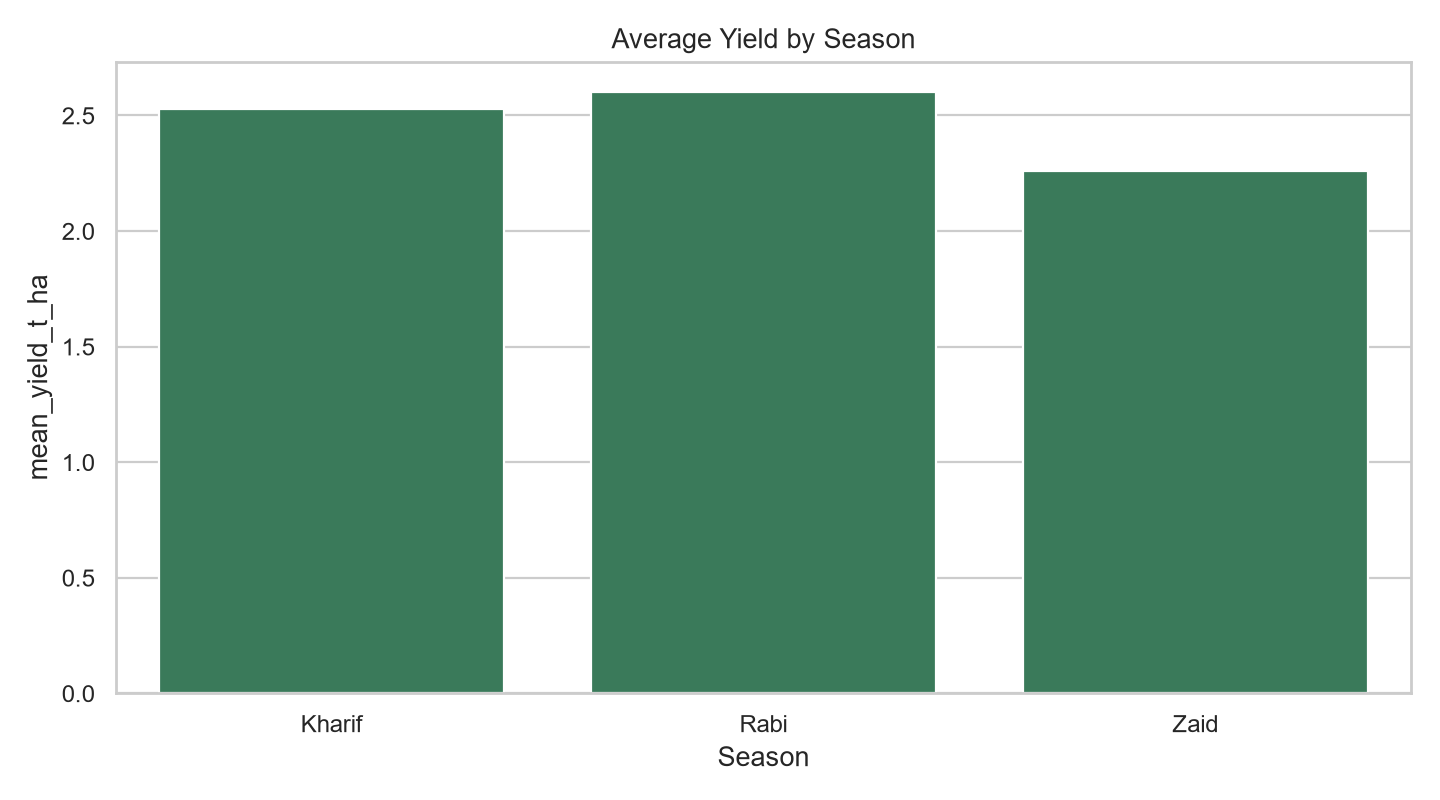 Average Yield by Season
mean_yield_t_ha
2.5
2.0
1.5
1.0
0.5
0.0
Kharif
Rabi
Zaid
Season